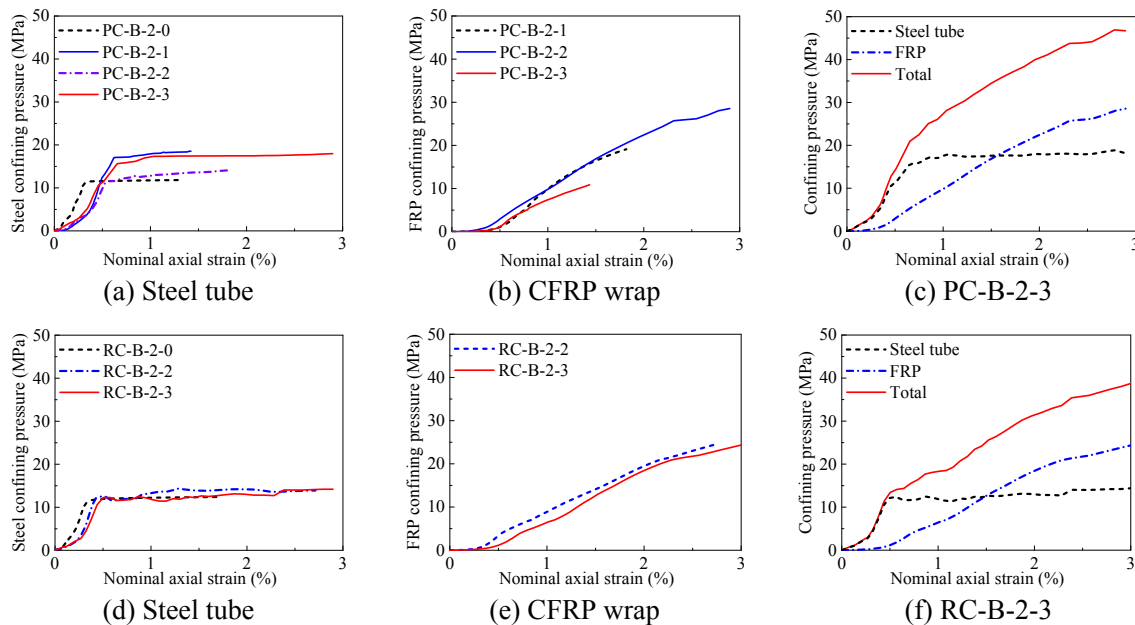 Steel confining pressure (MPa)
50
40
30
20
10
0
PC-B-2-0
PC-B-2-1
PC-B-2-2
PC-B-2-3
0 1 2 3
Nominal axial strain (%)
(a) Steel tube
FRP confining pressure (MPa)
50
40
30
20
10
0
PC-B-2-1
PC-B-2-2
PC-B-2-3
0 1 2 3
Nominal axial strain (%)
(b) CFRP wrap
Confining pressure (MPa)
50
40
30
20
10
0
Steel tube
FRP
Total
0 1 2 3
Nominal axial strain (%)
(c) PC-B-2-3
Steel confining pressure (MPa)
50
40
30
20
10
0
RC-B-2-0
RC-B-2-2
RC-B-2-3
0 1 2 3
Nominal axial strain (%)
(d) Steel tube
FRP confining pressure (MPa)
50
40
30
20
10
0
RC-B-2-2
RC-B-2-3
0 1 2 3
Nominal axial strain (%)
(e) CFRP wrap
Confining pressure (MPa)
50
40
30
20
10
0
Steel tube
FRP
Total
0 1 2 3
Nominal axial strain (%)
(f) RC-B-2-3